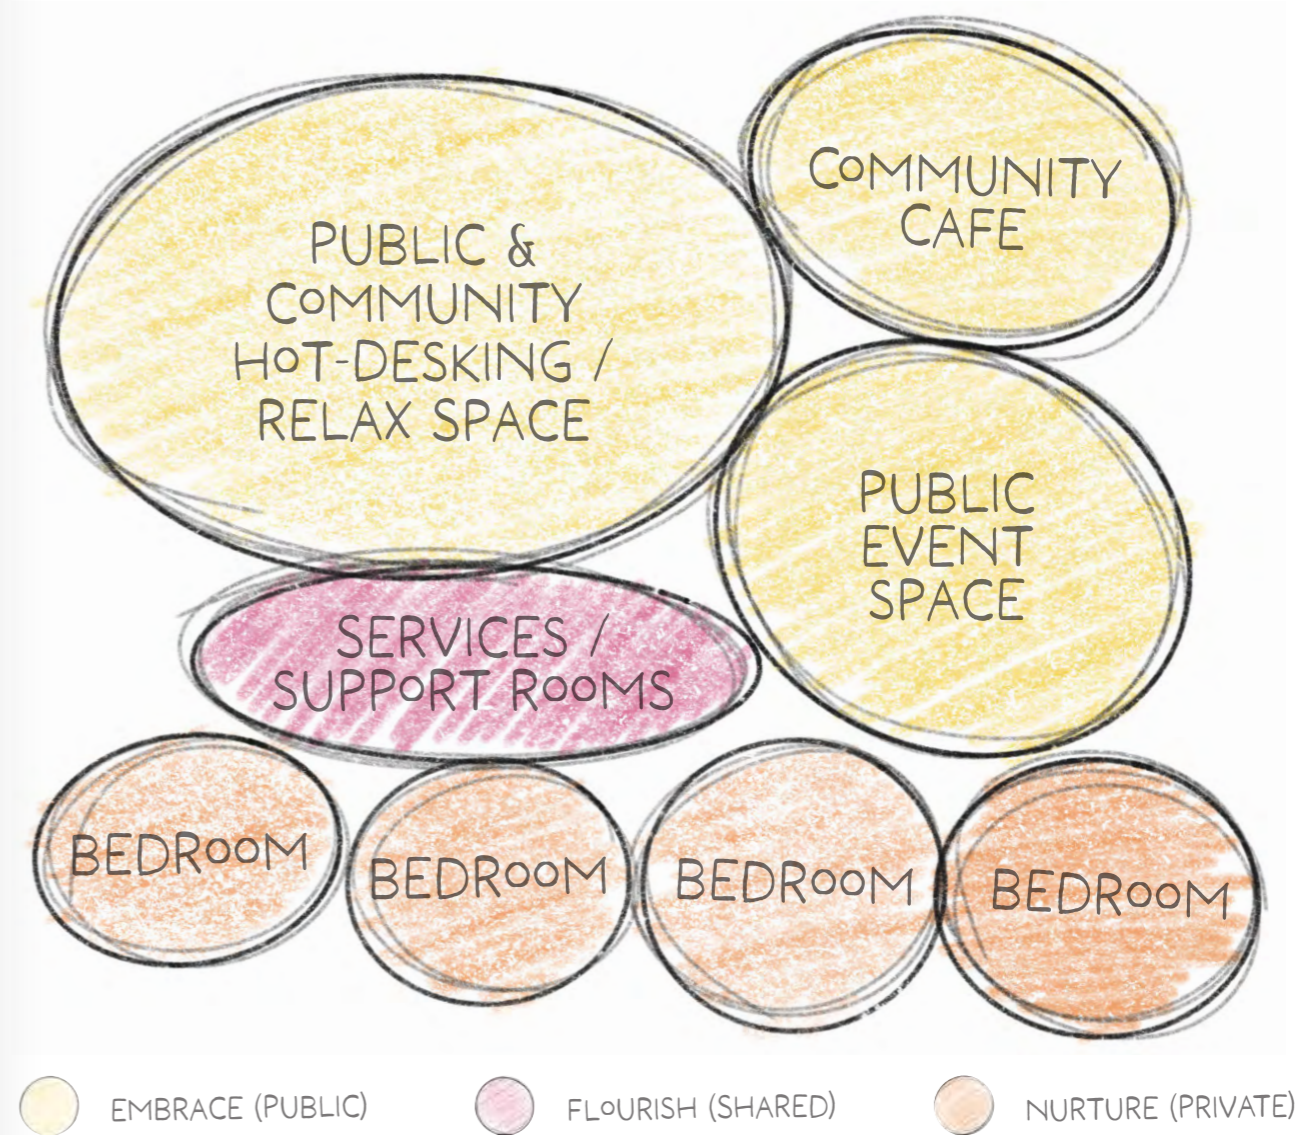 COMMUNITY
CAFE
PUBLIC &
COMMUNITY
HOT-DESKING /
RELAX SPACE
PUBLIC
EVENT
SPACE
SERVICES /
SUPPORT ROOMS
BEDROOM
BEDROOM
BEDROOM
BEDROOM
EMBRACE (PUBLIC)
FLOURISH (SHARED)
NURTURE (PRIVATE)